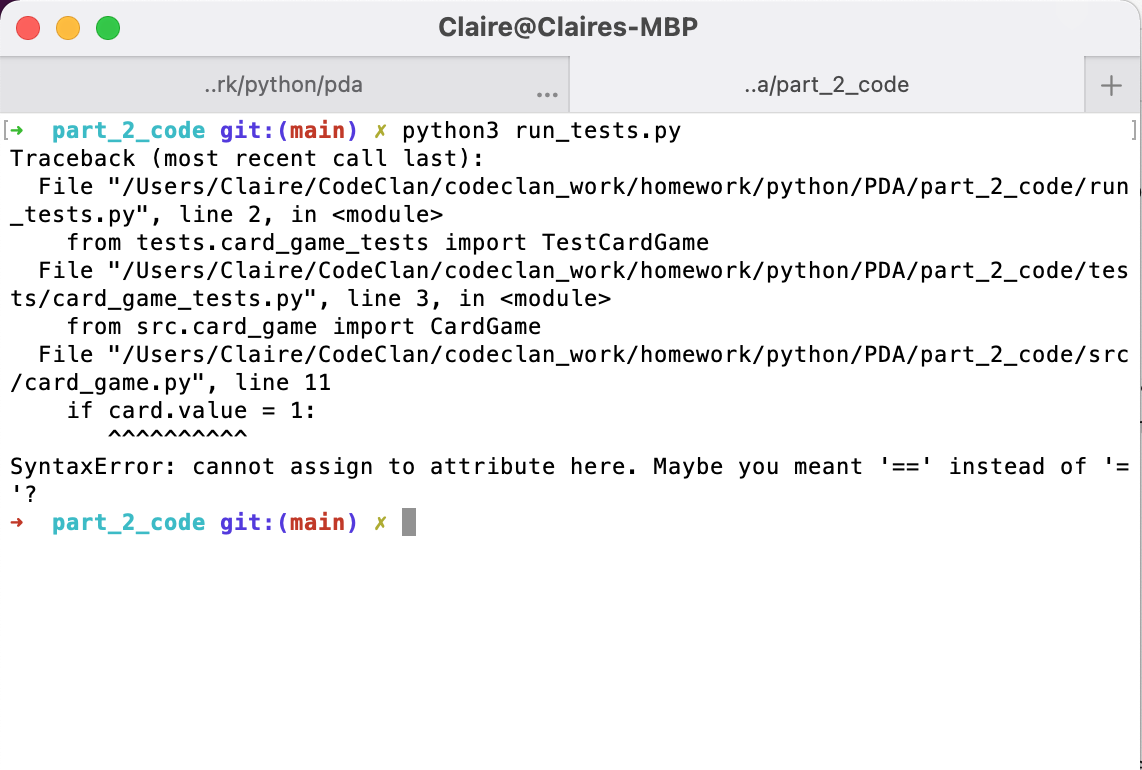 Claire@Claires-MBP
..rk/python/pda ... ..a/part_2_code +
[➜ part_2_code git:(main) ✗ python3 run_tests.py ]
Traceback (most recent call last):
  File "/Users/Claire/CodeClan/codeclan_work/homework/python/PDA/part_2_code/run
_tests.py", line 2, in <module>
    from tests.card_game_tests import TestCardGame
  File "/Users/Claire/CodeClan/codeclan_work/homework/python/PDA/part_2_code/tes
ts/card_game_tests.py", line 3, in <module>
    from src.card_game import CardGame
  File "/Users/Claire/CodeClan/codeclan_work/homework/python/PDA/part_2_code/src
/card_game.py", line 11
    if card.value = 1:
       ^^^^^^^^^^
SyntaxError: cannot assign to attribute here. Maybe you meant '==' instead of '=
'?
➜ part_2_code git:(main) ✗